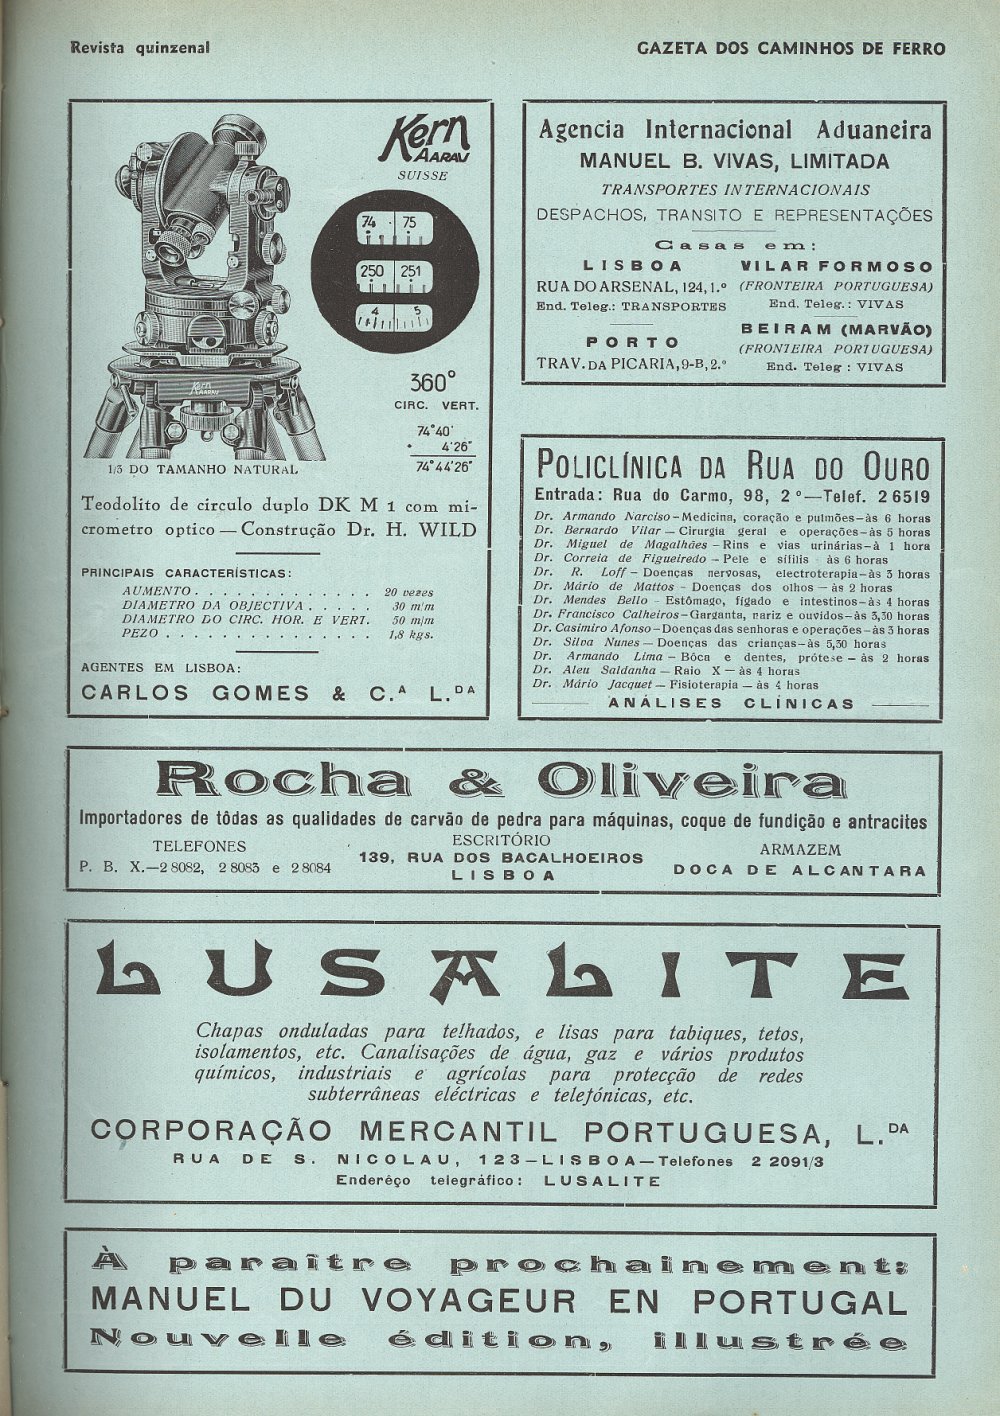 Revista quinzenal
GAZETA DOS CAMINHOS DE FERRO
Kern
AARAU
SUISSE
74 75
250 251
4 5
360°
CIRC. VERT.
74°40'
+ 4'26"
74°44'26"
Kern
AARAU
1/3 DO TAMANHO NATURAL
Teodolito de círculo duplo DK M 1 com mi-
crometro optico — Construção Dr. H. WILD
PRINCIPAIS CARACTERÍSTICAS:
AUMENTO . . . . . . . . . . . . . . 20 vezes
DIAMETRO DA OBJECTIVA . . . . . 30 m/m
DIAMETRO DO CIRC. HOR. E VERT. 50 m/m
PEZO . . . . . . . . . . . . . . . . 1,8 kgs.
AGENTES EM LISBOA:
CARLOS GOMES & C.A L.DA
Agencia Internacional Aduaneira
MANUEL B. VIVAS, LIMITADA
TRANSPORTES INTERNACIONAIS
DESPACHOS, TRANSITO E REPRESENTAÇÕES
Casas em:
LISBOA
RUA DO ARSENAL, 124, 1.º
End. Teleg.: TRANSPORTES
PORTO
TRAV. DA PICARIA, 9-B, 2.º
VILAR FORMOSO
(FRONTEIRA PORTUGUESA)
End. Teleg.: VIVAS
BEIRAM (MARVÃO)
(FRONTEIRA PORTUGUESA)
End. Teleg : VIVAS
POLICLÍNICA DA RUA DO OURO
Entrada: Rua do Carmo, 98, 2.º — Telef. 2 6519
Dr. Armando Narciso — Medicina, coração e pulmões — às 6 horas
Dr. Bernardo Vilar — Cirurgia geral e operações — às 5 horas
Dr. Miguel de Magalhães — Rins e vias urinárias — à 1 hora
Dr. Correia de Figueiredo — Pele e sífilis às 6 horas
Dr. R. Loff — Doenças nervosas, electroterapia — às 3 horas
Dr. Mário de Mattos — Doenças dos olhos — às 2 horas
Dr. Mendes Bello — Estômago, fígado e intestinos — às 4 horas
Dr. Francisco Calheiros — Garganta, nariz e ouvidos — às 3,30 horas
Dr. Casimiro Afonso — Doenças das senhoras e operações — às 3 horas
Dr. Silva Nunes — Doenças das crianças — às 5,30 horas
Dr. Armando Lima — Bôca e dentes, prótese — às 2 horas
Dr. Aleu Saldanha — Raio X — às 4 horas
Dr. Mário Jacquet — Fisioterapia — às 4 horas
ANÁLISES CLÍNICAS
Rocha & Oliveira
Importadores de tôdas as qualidades de carvão de pedra para máquinas, coque de fundição e antracites
TELEFONES
P. B. X. — 2 8082, 2 8083 e 2 8084
ESCRITÓRIO
139, RUA DOS BACALHOEIROS
LISBOA
ARMAZEM
DOCA DE ALCANTARA
LUSALITE
Chapas onduladas para telhados, e lisas para tabiques, tetos,
isolamentos, etc. Canalisações de água, gaz e vários produtos
químicos, industriais e agrícolas para protecção de redes
subterrâneas eléctricas e telefónicas, etc.
CORPORAÇÃO MERCANTIL PORTUGUESA, L.DA
RUA DE S. NICOLAU, 123 — LISBOA — Telefones 2 2091/3
Enderêço telegráfico: LUSALITE
À paraître prochainement:
MANUEL DU VOYAGEUR EN PORTUGAL
Nouvelle édition, illustrée